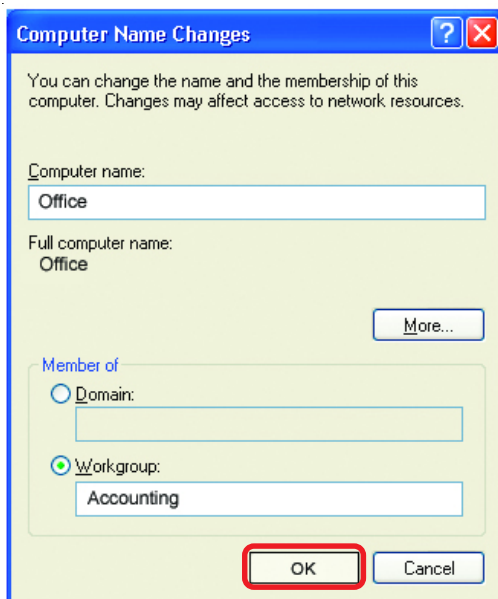 Computer Name Changes
You can change the name and the membership of this
computer. Changes may affect access to network resources.
Computer name:
Office
Full computer name:
Office
More...
Member of
Domain:
Workgroup:
Accounting
OK Cancel